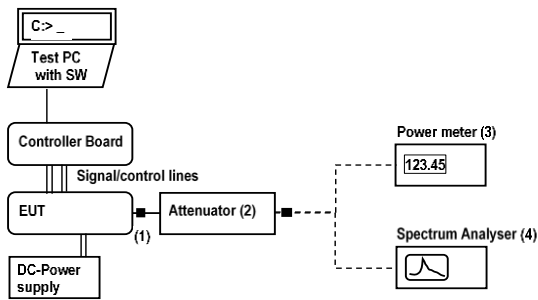 C:> _
Test PC
with SW
Controller Board
Power meter (3)
123.45
Signal/control lines
EUT
Attenuator (2)
(1)
Spectrum Analyser (4)
DC-Power
supply